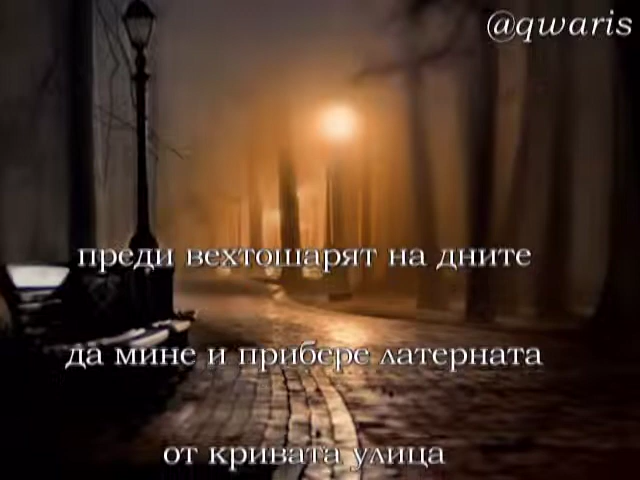 @qwaris
преди вехтошарят на дните
да мине и прибере латерната
от кривата улица